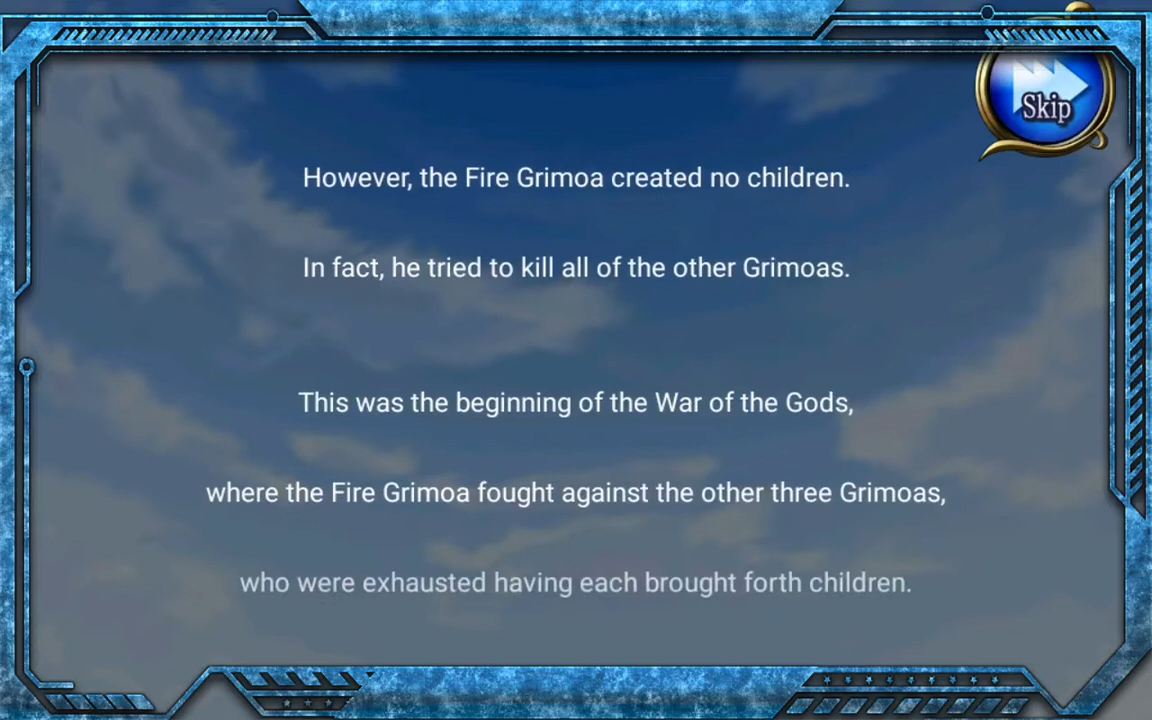 Skip
However, the Fire Grimoa created no children.
In fact, he tried to kill all of the other Grimoas.
This was the beginning of the War of the Gods,
where the Fire Grimoa fought against the other three Grimoas,
who were exhausted having each brought forth children.